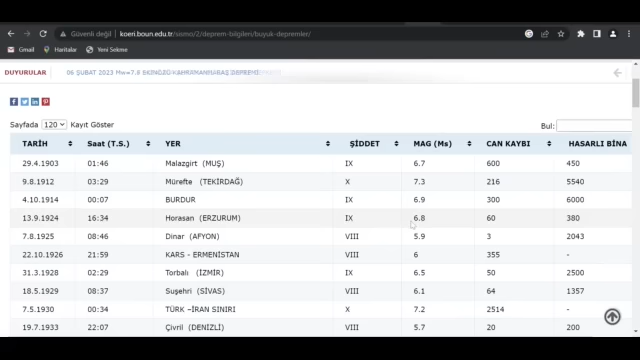 Güvenli değil koeri.boun.edu.tr/sismo/2/deprem-bilgileri/buyuk-depremler/
Gmail Haritalar Yeni Sekme
DUYURULAR 06 ŞUBAT 2023 Mw=7.8
Sayfada 120 Kayıt Göster Bul:
TARİH Saat (T.S.) YER ŞİDDET MAG (Ms) CAN KAYBI HASARLI BİNA
29.4.1903 01:46 Malazgirt (MUŞ) IX 6.7 600 450
9.8.1912 03:29 Mürefte (TEKİRDAĞ) X 7.3 216 5540
4.10.1914 00:07 BURDUR IX 6.9 300 6000
13.9.1924 16:34 Horasan (ERZURUM) IX 6.8 60 380
7.8.1925 08:46 Dinar (AFYON) VIII 5.9 3 2043
22.10.1926 21:59 KARS - ERMENİSTAN VIII 6 355 -
31.3.1928 02:29 Torbalı (İZMİR) IX 6.5 50 2500
18.5.1929 08:37 Suşehri (SİVAS) VIII 6.1 64 1357
7.5.1930 00:34 TÜRK -İRAN SINIRI X 7.2 2514 -
19.7.1933 22:07 Çivril (DENİZLİ) VIII 5.7 20 200